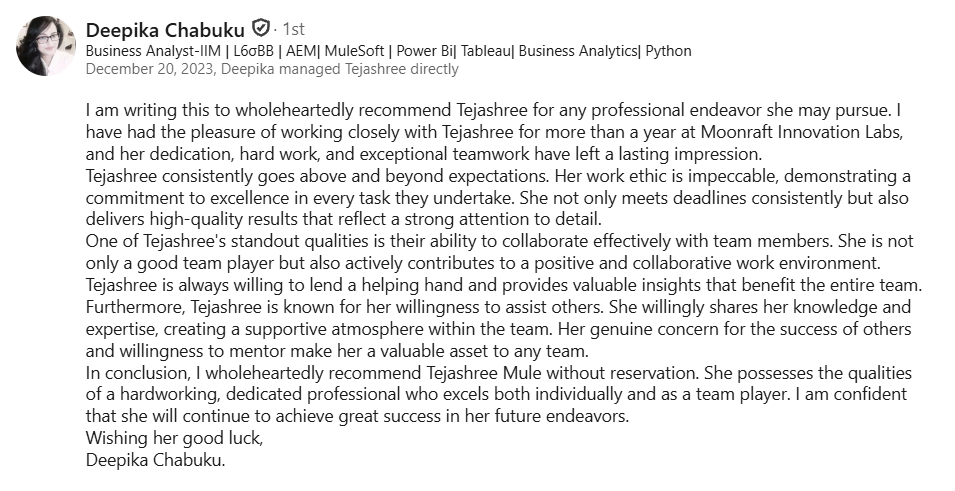 Deepika Chabuku · 1st
Business Analyst-IIM | L6σBB | AEM| MuleSoft | Power Bi| Tableau| Business Analytics| Python
December 20, 2023, Deepika managed Tejashree directly
I am writing this to wholeheartedly recommend Tejashree for any professional endeavor she may pursue. I
have had the pleasure of working closely with Tejashree for more than a year at Moonraft Innovation Labs,
and her dedication, hard work, and exceptional teamwork have left a lasting impression.
Tejashree consistently goes above and beyond expectations. Her work ethic is impeccable, demonstrating a
commitment to excellence in every task they undertake. She not only meets deadlines consistently but also
delivers high-quality results that reflect a strong attention to detail.
One of Tejashree's standout qualities is their ability to collaborate effectively with team members. She is not
only a good team player but also actively contributes to a positive and collaborative work environment.
Tejashree is always willing to lend a helping hand and provides valuable insights that benefit the entire team.
Furthermore, Tejashree is known for her willingness to assist others. She willingly shares her knowledge and
expertise, creating a supportive atmosphere within the team. Her genuine concern for the success of others
and willingness to mentor make her a valuable asset to any team.
In conclusion, I wholeheartedly recommend Tejashree Mule without reservation. She possesses the qualities
of a hardworking, dedicated professional who excels both individually and as a team player. I am confident
that she will continue to achieve great success in her future endeavors.
Wishing her good luck,
Deepika Chabuku.